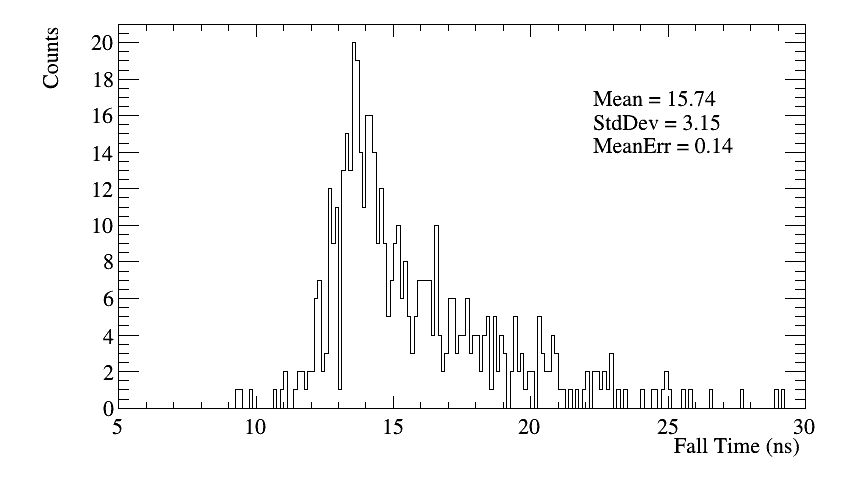 Counts
20
18
16
14
12
10
8
6
4
2
0
Mean = 15.74
StdDev = 3.15
MeanErr = 0.14
5 10 15 20 25 30
Fall Time (ns)